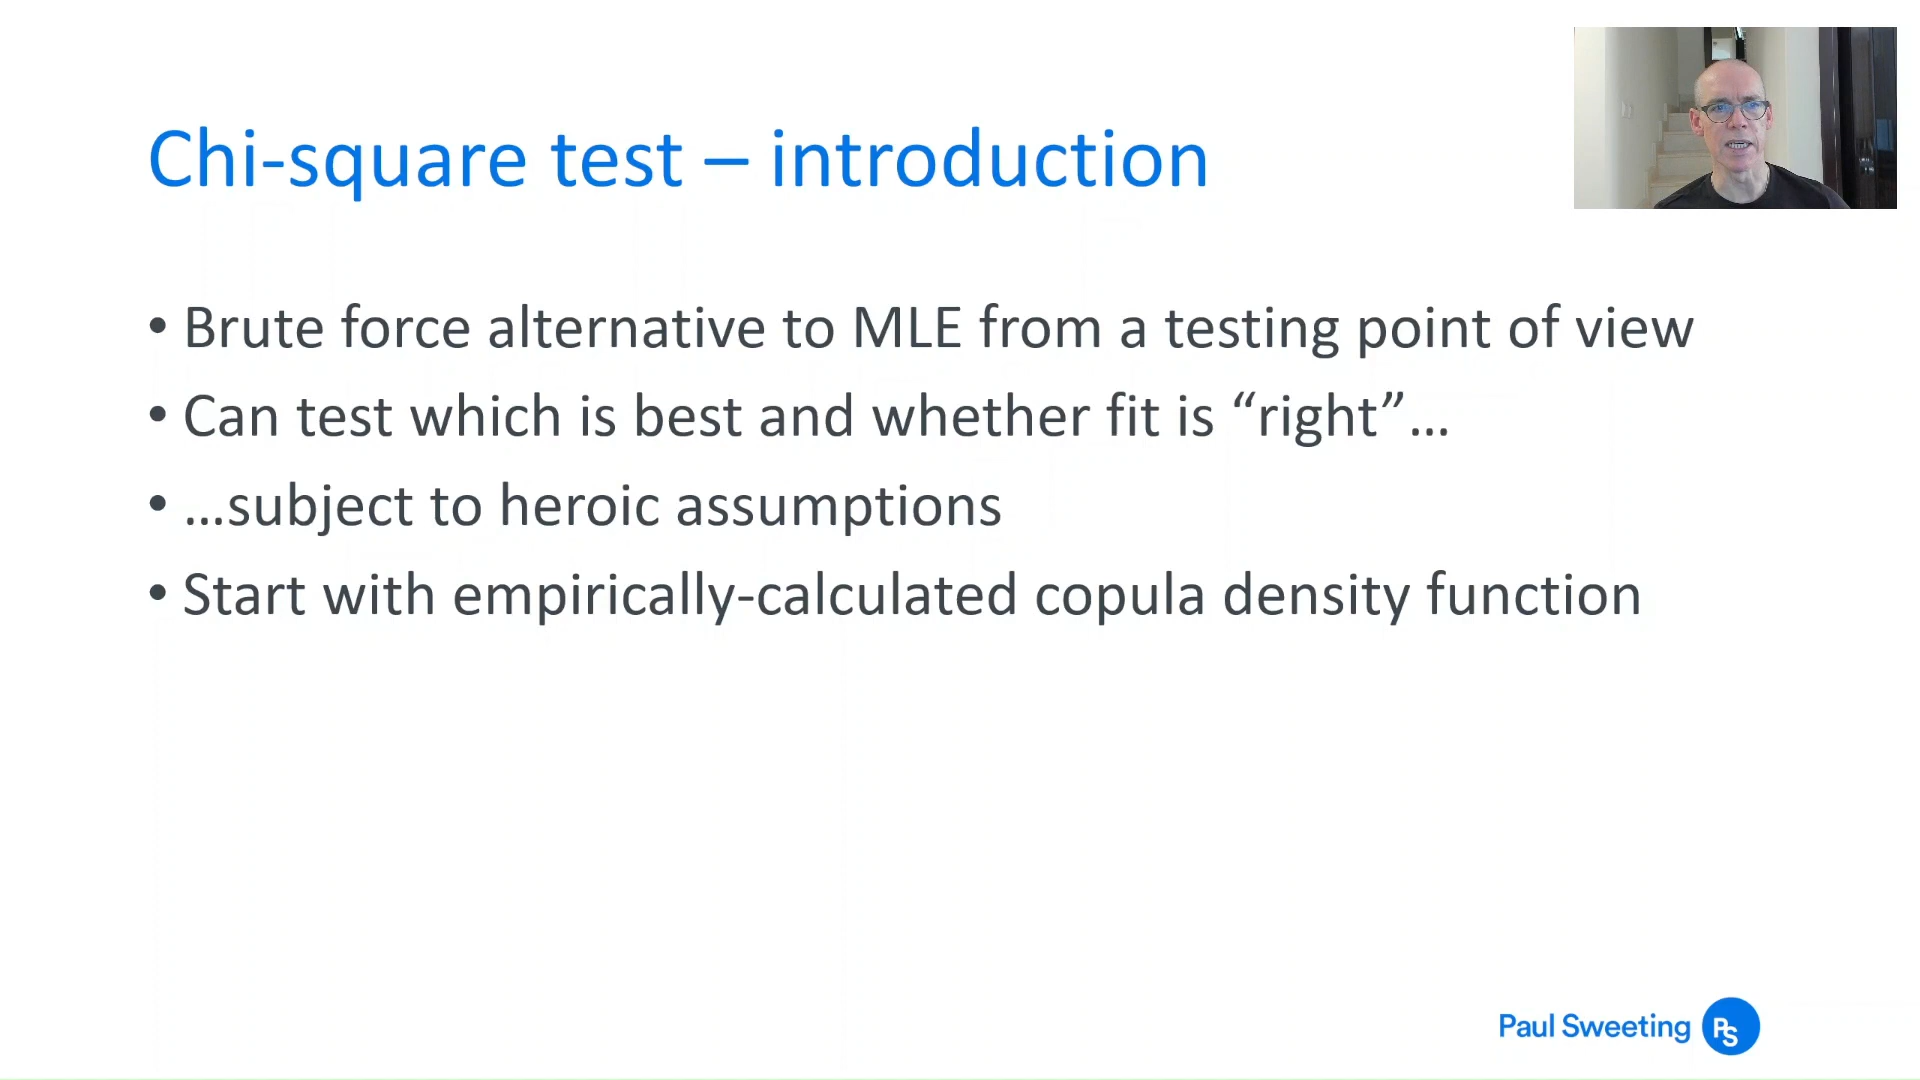 Chi-square test – introduction
• Brute force alternative to MLE from a testing point of view
• Can test which is best and whether fit is “right”…
• …subject to heroic assumptions
• Start with empirically-calculated copula density function
Paul Sweeting PS